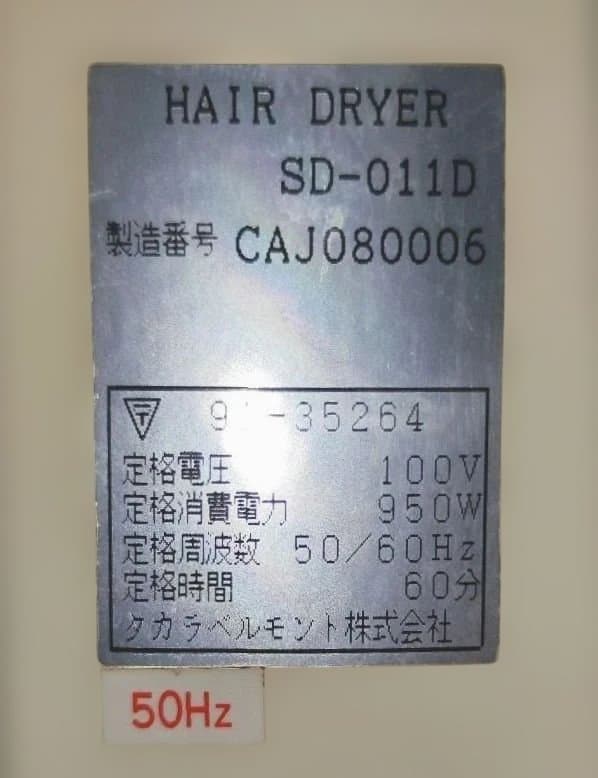 HAIR DRYER
SD-011D
製造番号 CAJ080006
定格電圧 100V
定格消費電力 950W
定格周波数 50/60Hz
定格時間 60分
タカラベルモント株式会社
50Hz